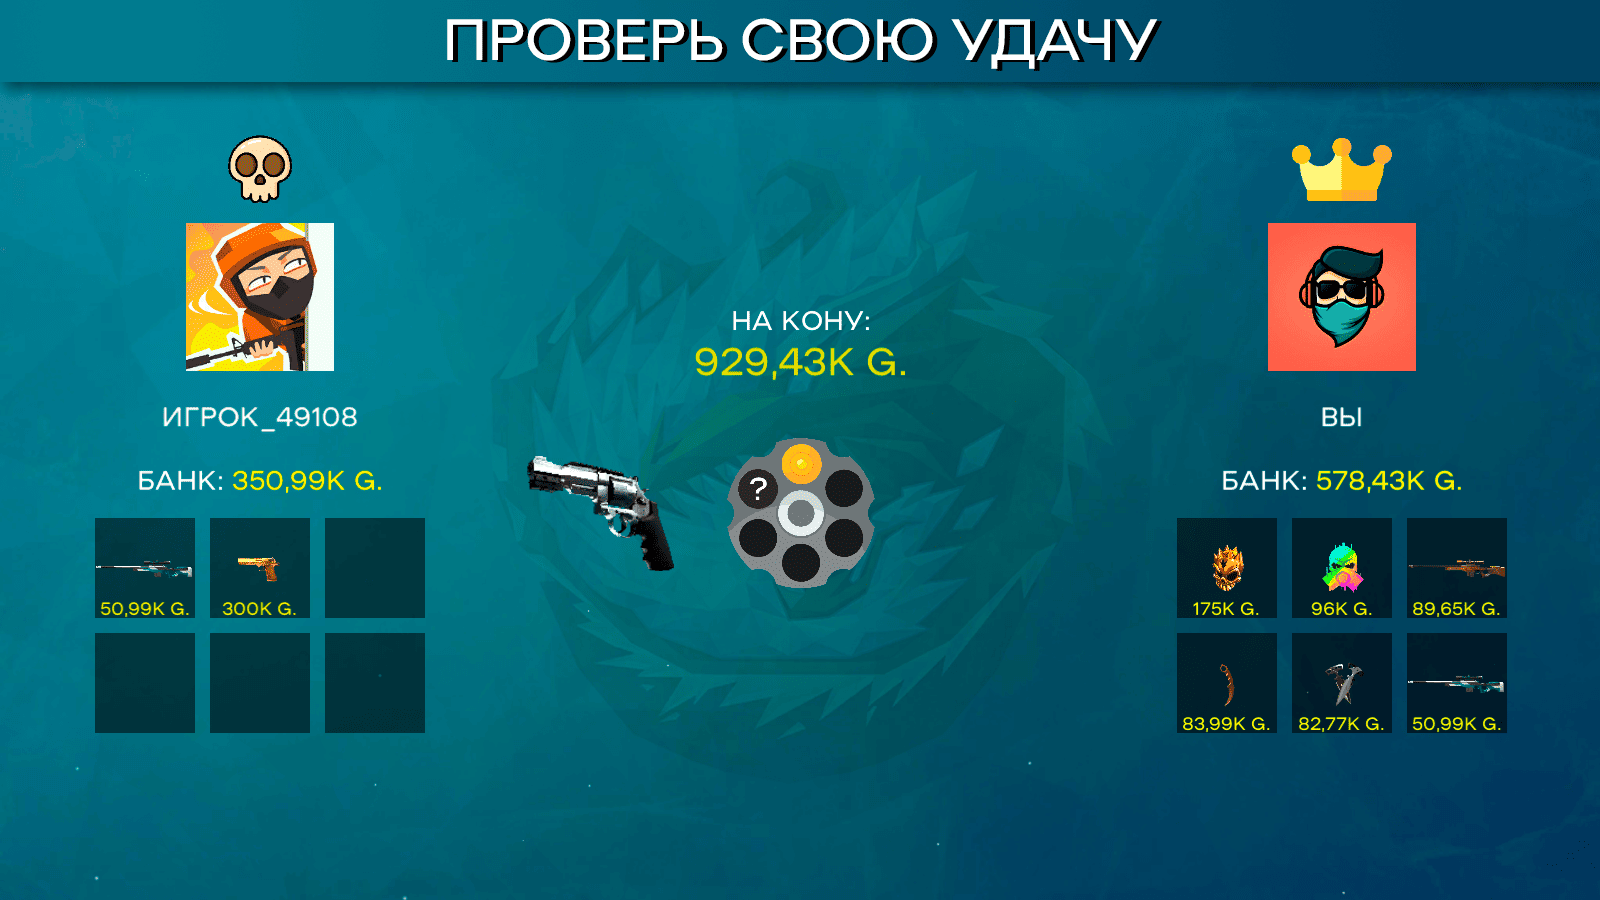 ПРОВЕРЬ СВОЮ УДАЧУ
НА КОНУ:
929,43K G.
?
ИГРОК_49108
БАНК: 350,99K G.
50,99K G.
300K G.
ВЫ
БАНК: 578,43K G.
175K G.
96K G.
89,65K G.
83,99K G.
82,77K G.
50,99K G.